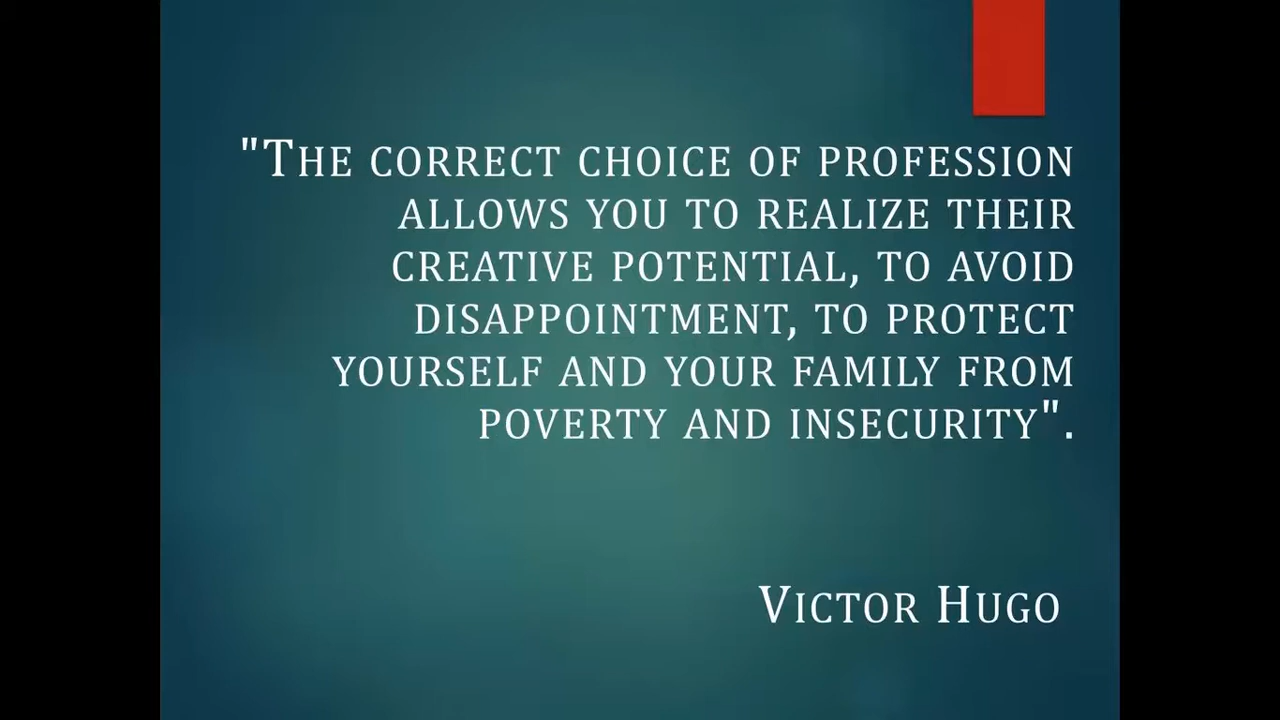 "The correct choice of profession
allows you to realize their
creative potential, to avoid
disappointment, to protect
yourself and your family from
poverty and insecurity".
Victor Hugo